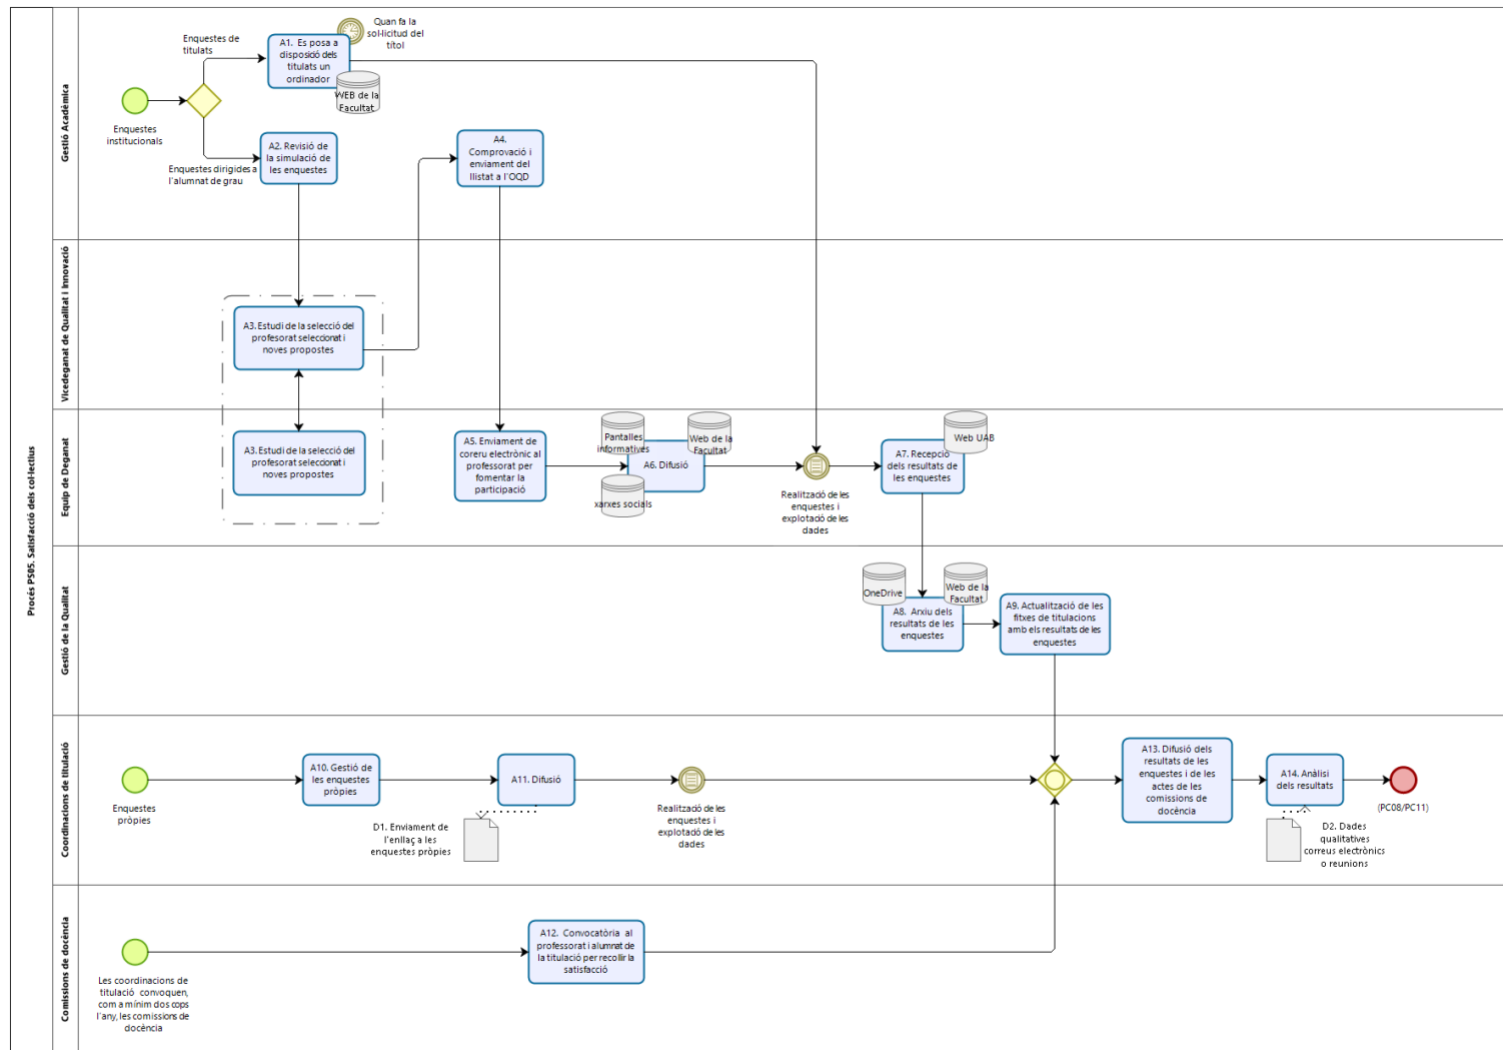 Procés PS05. Satisfacció dels col·lectius
Gestió Acadèmica
Enquestes
institucionals
Enquestes de
titulats
Enquestes dirigides a
l'alumnat de grau
A1. Es posa a
disposició dels
titulats un
ordinador
Quan fa la
sol·licitud del
títol
WEB de la
Facultat
A2. Revisió de
la simulació de
les enquestes
A4.
Comprovació i
enviament del
llistat a l'OQD
Vicedeganat de Qualitat i Innovació
A3. Estudi de la selecció del
profesorat seleccionat i
noves propostes
Equip de Deganat
A3. Estudi de la selecció del
profesorat seleccionat i
noves propostes
A5. Enviament de
coreru electrònic al
professorat per
fomentar la
participació
Pantalles
informatives
Web de la
Facultat
A6. Difusió
xarxes socials
Realització de les
enquestes i
explotació de les
dades
A7. Recepció
dels resultats de
les enquestes
Web UAB
Gestió de la Qualitat
OneDrive
Web de la
Facultat
A8. Arxiu dels
resultats de les
enquestes
A9. Actualització de les
fitxes de titulacions
amb els resultats de les
enquestes
Coordinacions de titulació
Enquestes
pròpies
A10. Gestió de
les enquestes
pròpies
A11. Difusió
D1. Enviament de
l'enllaç a les
enquestes pròpies
Realització de les
enquestes i
explotació de les
dades
A13. Difusió dels
resultats de les
enquestes i de les
actes de les
comissions de
docència
A14. Anàlisi
dels resultats
(PC08/PC11)
D2. Dades
qualitatives
correus electrònics
o reunions
Comissions de docència
Les coordinacions de
titulació convoquen,
com a mínim dos cops
l'any, les comissions de
docència
A12. Convocatòria al
professorat i alumnat de
la titulació per recollir la
satisfacció